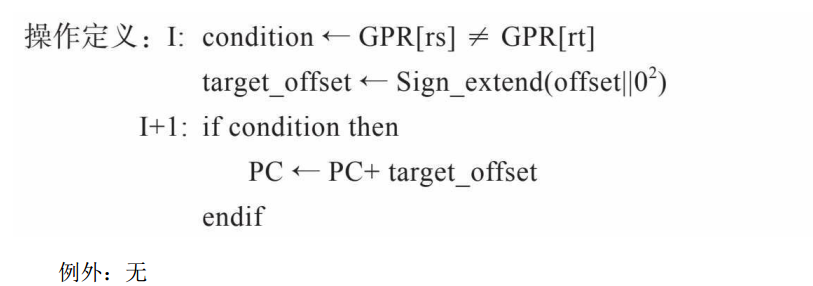 操作定义：I: condition ← GPR[rs] ≠ GPR[rt]
target_offset ← Sign_extend(offset||0²)
I+1: if condition then
PC ← PC+ target_offset
endif
例外：无